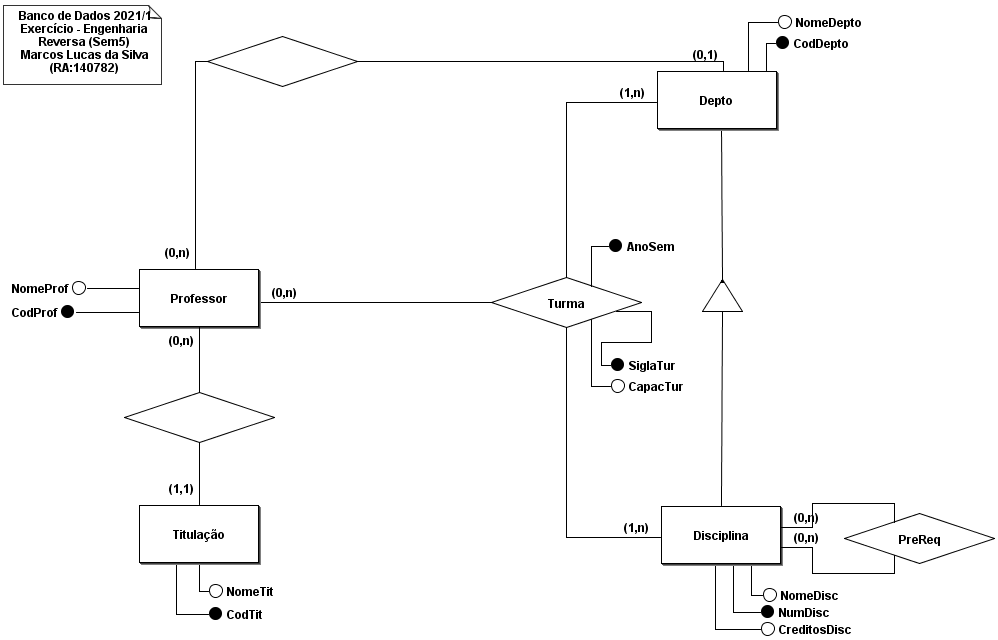 Banco de Dados 2021/1
Exercício - Engenharia
Reversa (Sem5)
Marcos Lucas da Silva
(RA:140782)
NomeDepto
CodDepto
(0,1)
(1,n)
Depto
(0,n)
AnoSem
NomeProf
CodProf
Professor
(0,n)
Turma
(0,n)
SiglaTur
CapacTur
(1,1)
Titulação
(1,n)
Disciplina
(0,n)
(0,n)
PreReq
NomeTit
CodTit
NomeDisc
NumDisc
CreditosDisc